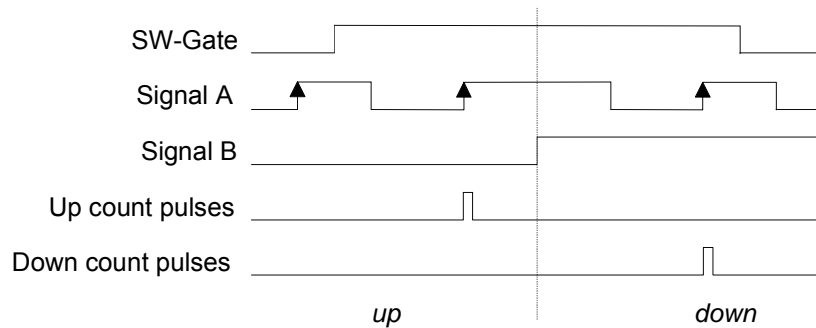 SW-Gate
Signal A
Signal B
Up count pulses
Down count pulses
up down